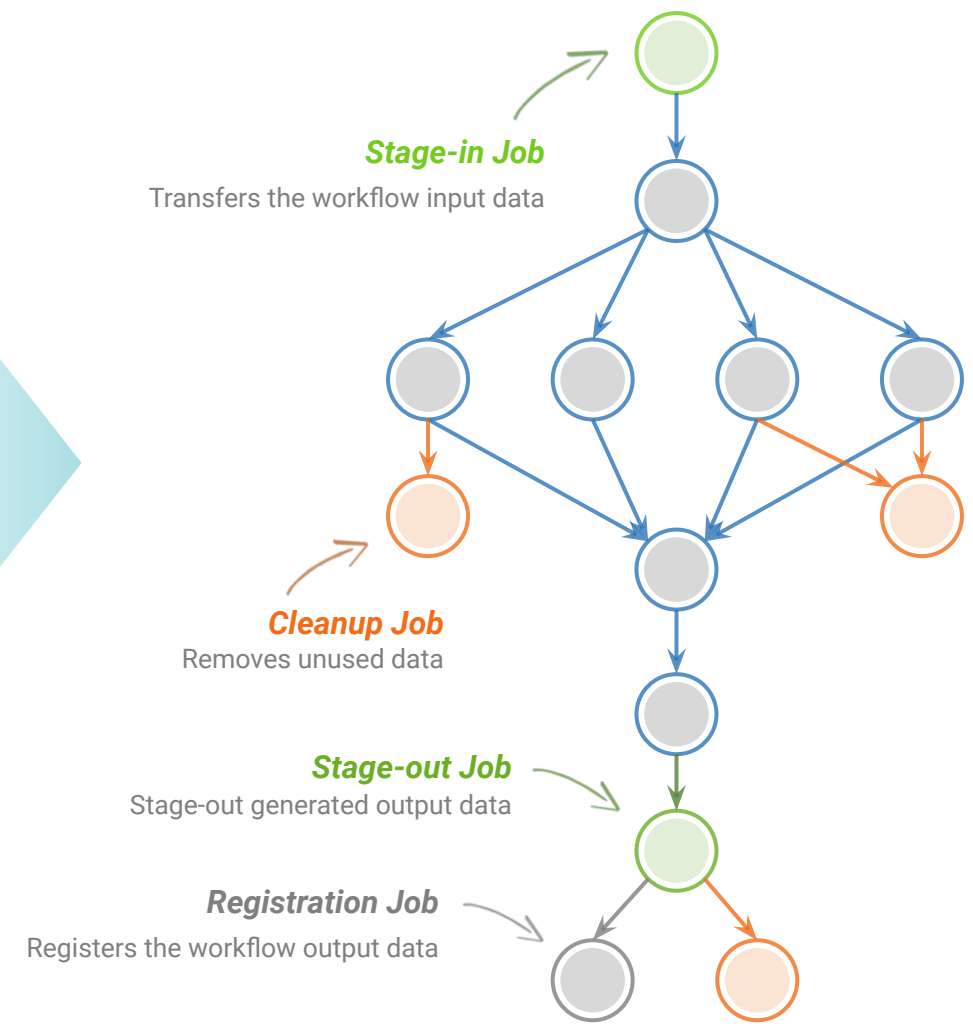 Stage-in Job
Transfers the workflow input data
Cleanup Job
Removes unused data
Stage-out Job
Stage-out generated output data
Registration Job
Registers the workflow output data